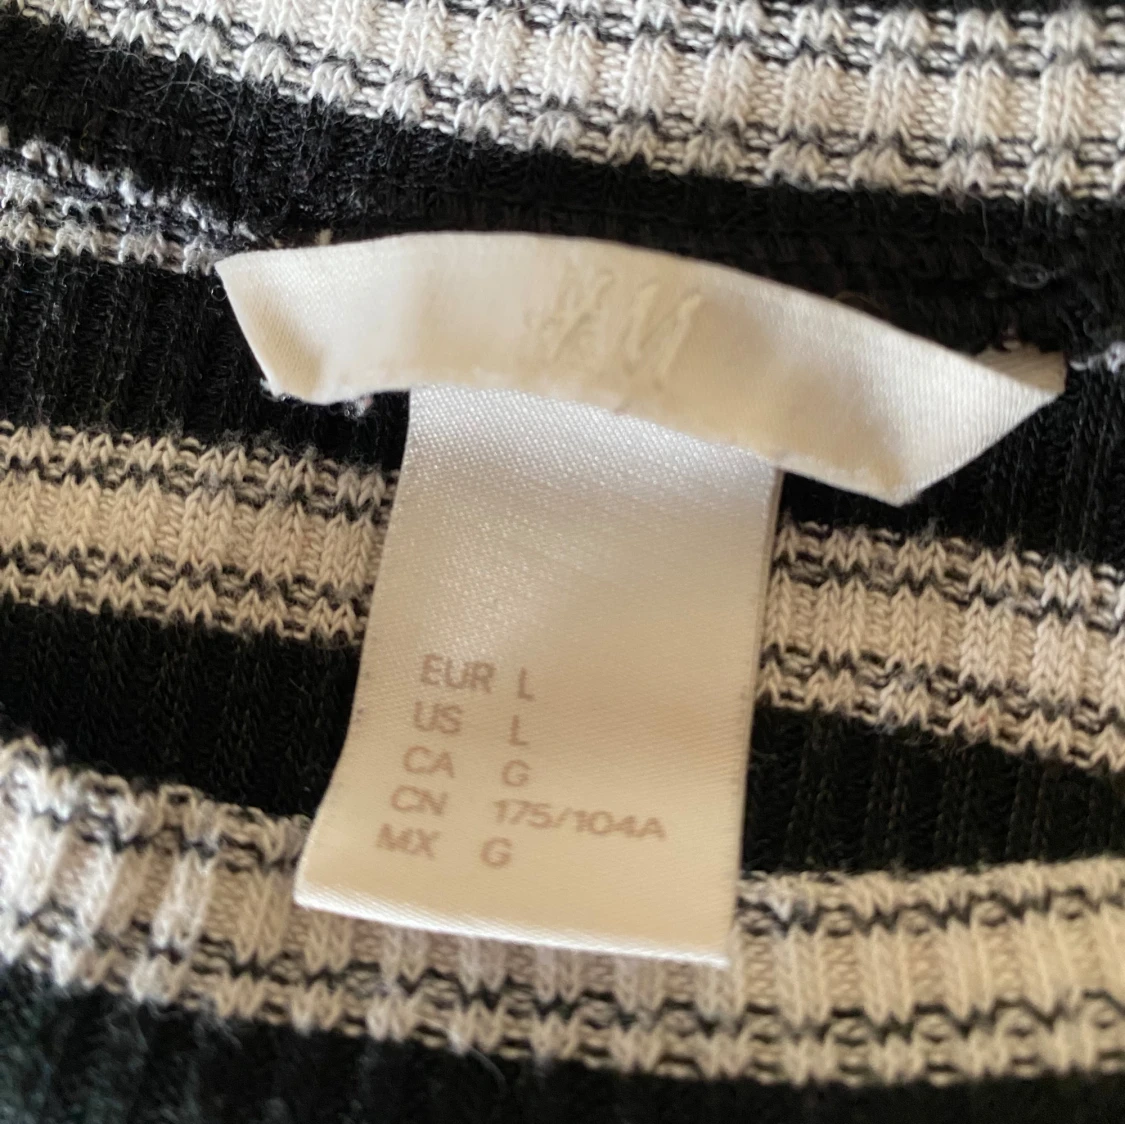 H&M
EUR L
US L
CA G
CN 175/104A
MX G